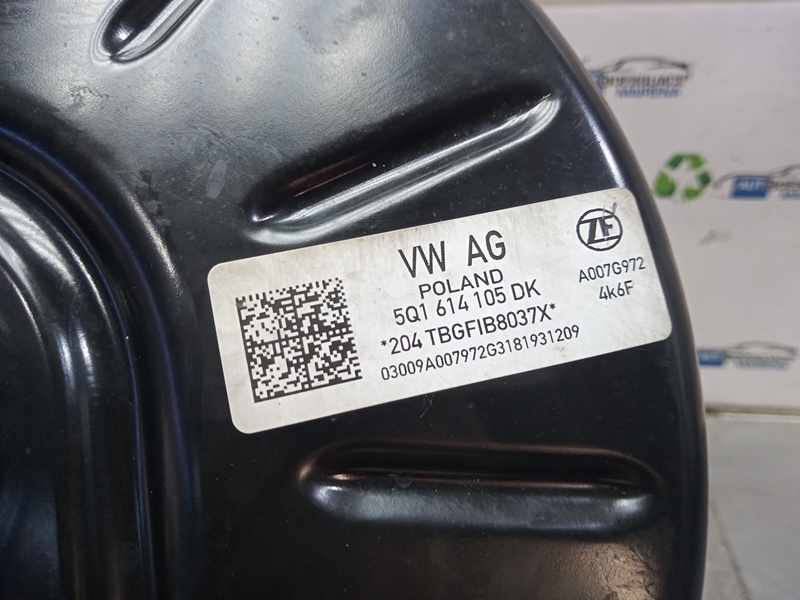 VW AG
POLAND
5Q1 614 105 DK
*204 TBGFIB8037X*
03009A007972G3181931209
ZF
A007G972
4k6F